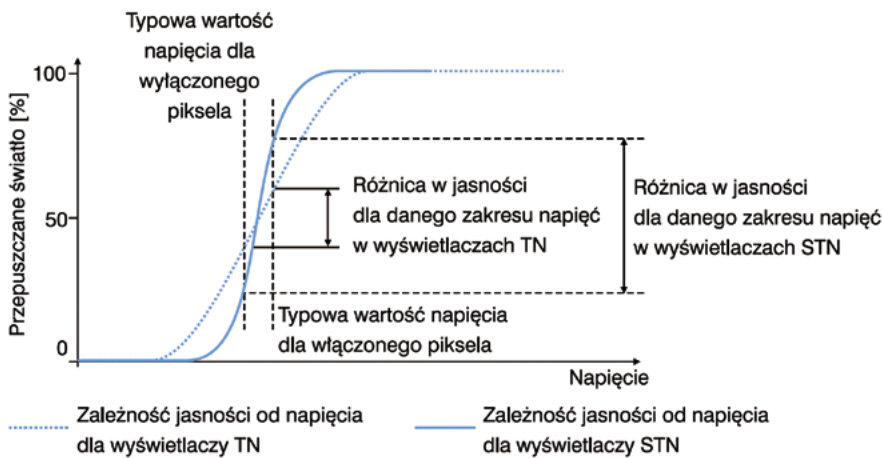 Typowa wartość
napięcia dla
wyłączonego
piksela
Przepuszczane światło [%]
100
50
0
Różnica w jasności
dla danego zakresu napięć
w wyświetlaczach TN
Różnica w jasności
dla danego zakresu napięć
w wyświetlaczach STN
Typowa wartość napięcia
dla włączonego piksela
Napięcie
Zależność jasności od napięcia
dla wyświetlaczy TN
Zależność jasności od napięcia
dla wyświetlaczy STN